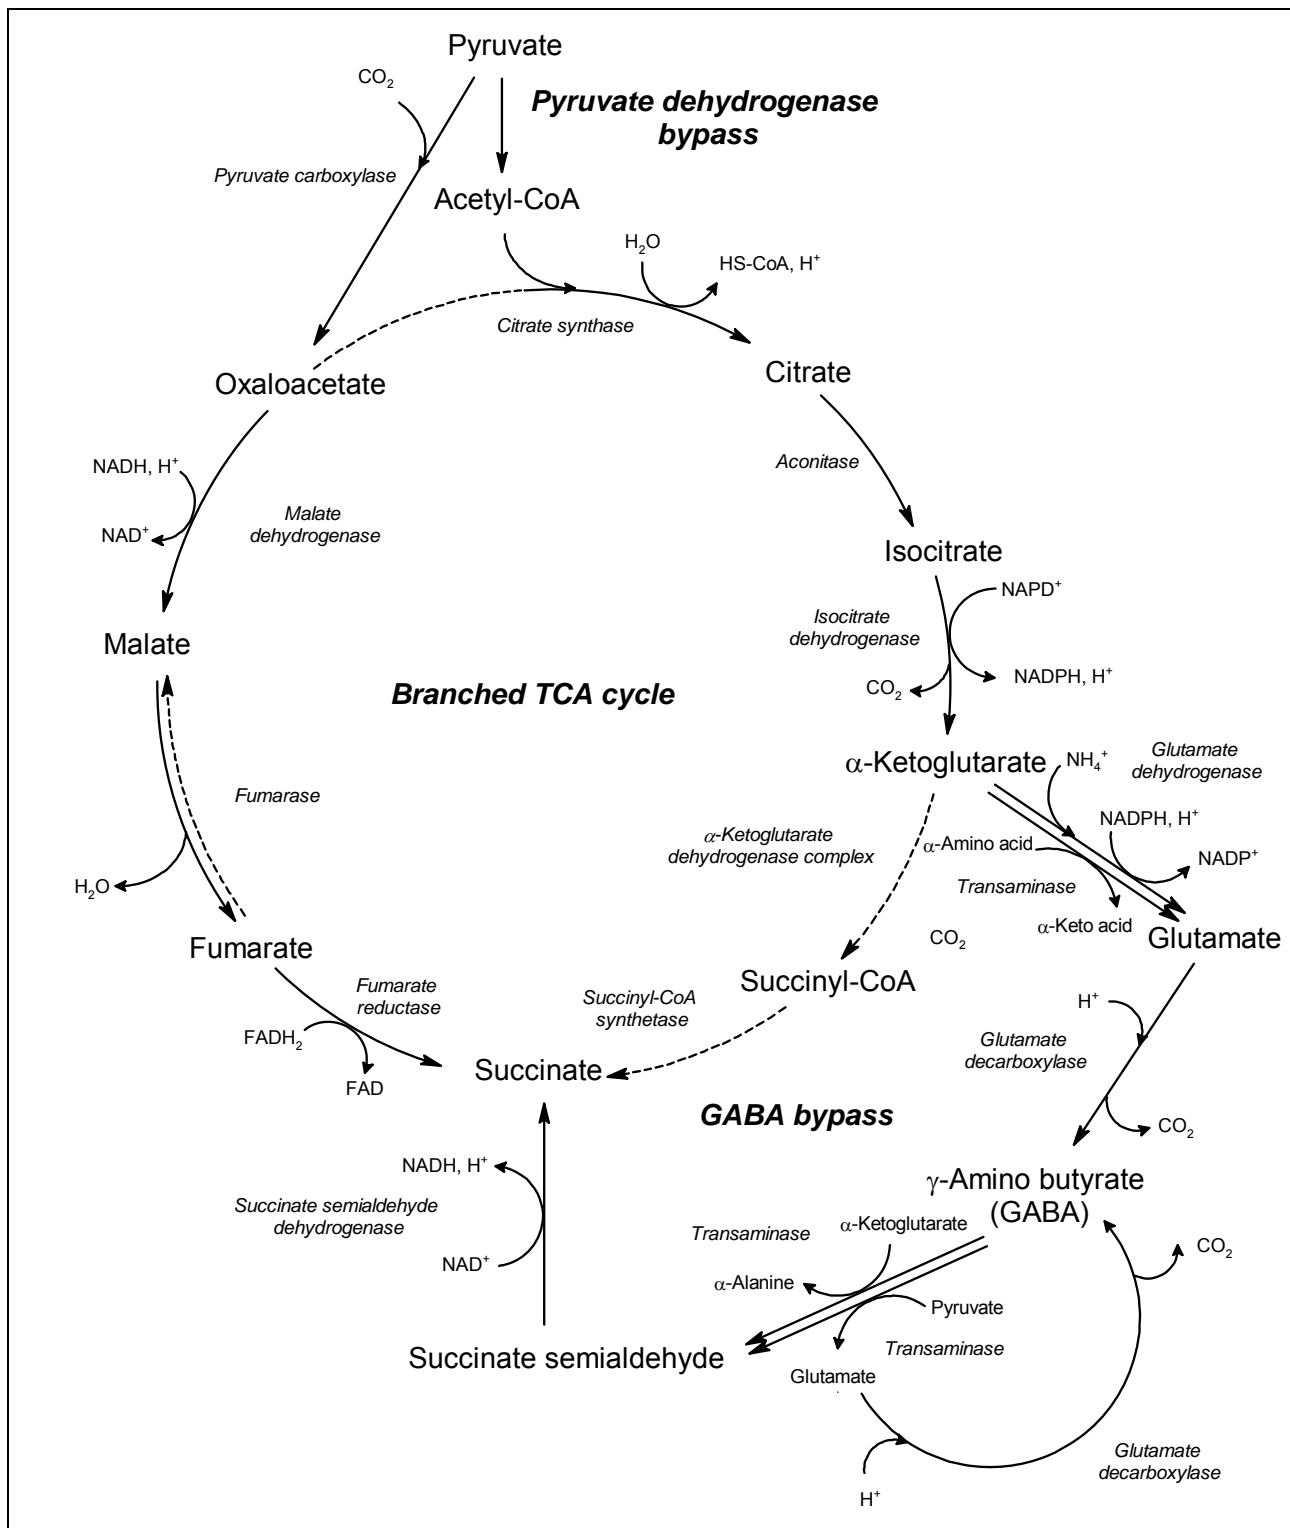 Pyruvate
CO₂
Pyruvate dehydrogenase
bypass
Pyruvate carboxylase
Acetyl-CoA
H₂O
HS-CoA, H⁺
Citrate synthase
Oxaloacetate
Citrate
NADH, H⁺
NAD⁺
Malate
dehydrogenase
Aconitase
Isocitrate
NAPD⁺
Isocitrate
dehydrogenase
NADPH, H⁺
CO₂
Malate
Branched TCA cycle
α-Ketoglutarate
NH₄⁺
Glutamate
dehydrogenase
Fumarase
NADPH, H⁺
α-Ketoglutarate
dehydrogenase complex
α-Amino acid
NADP⁺
Transaminase
H₂O
α-Keto acid
Glutamate
CO₂
Fumarate
Succinyl-CoA
Fumarate
reductase
Succinyl-CoA
synthetase
FADH₂
FAD
H⁺
Glutamate
decarboxylase
Succinate
GABA bypass
CO₂
NADH, H⁺
Succinate semialdehyde
dehydrogenase
NAD⁺
γ-Amino butyrate
(GABA)
Transaminase
α-Ketoglutarate
CO₂
α-Alanine
Pyruvate
Transaminase
Succinate semialdehyde
Glutamate
Glutamate
decarboxylase
H⁺